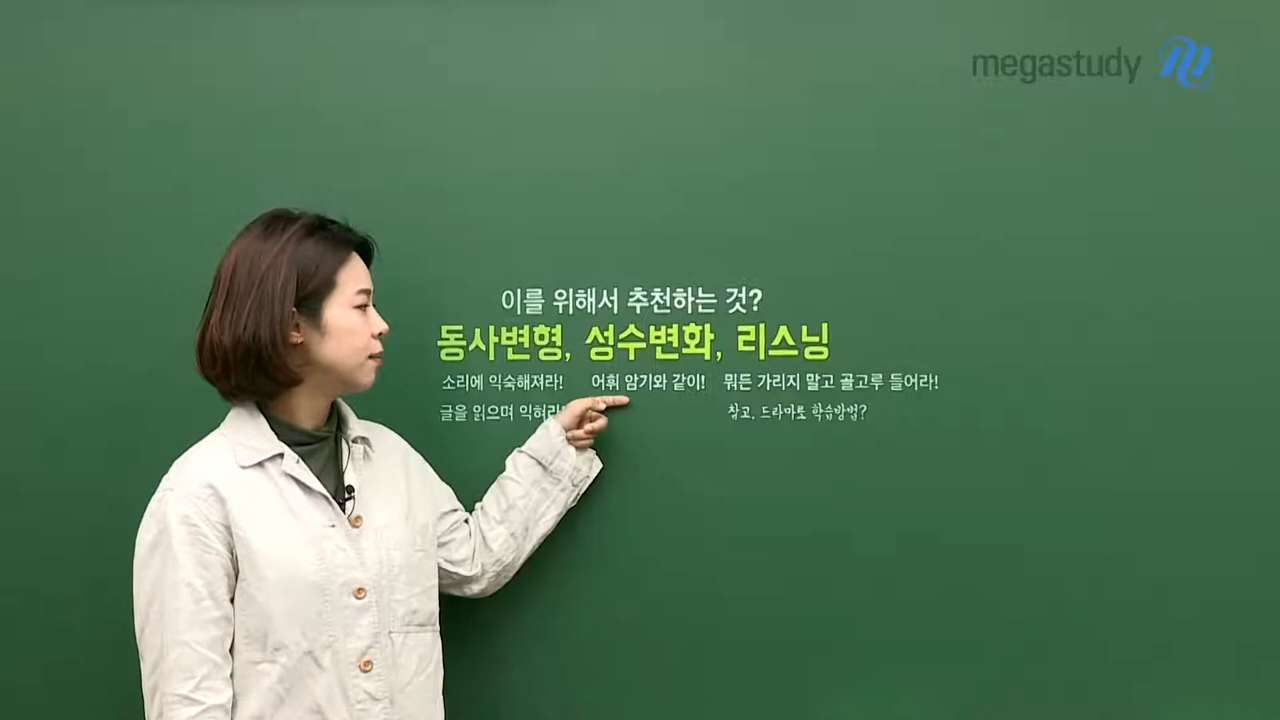 megastudy
이를 위해서 추천하는 것?
동사변형, 성수변화, 리스닝
소리에 익숙해져라! 어휘 암기와 같이! 뭐든 가리지 말고 골고루 들어라!
글을 읽으며 익혀라! 참고. 드라마로 학습방법?